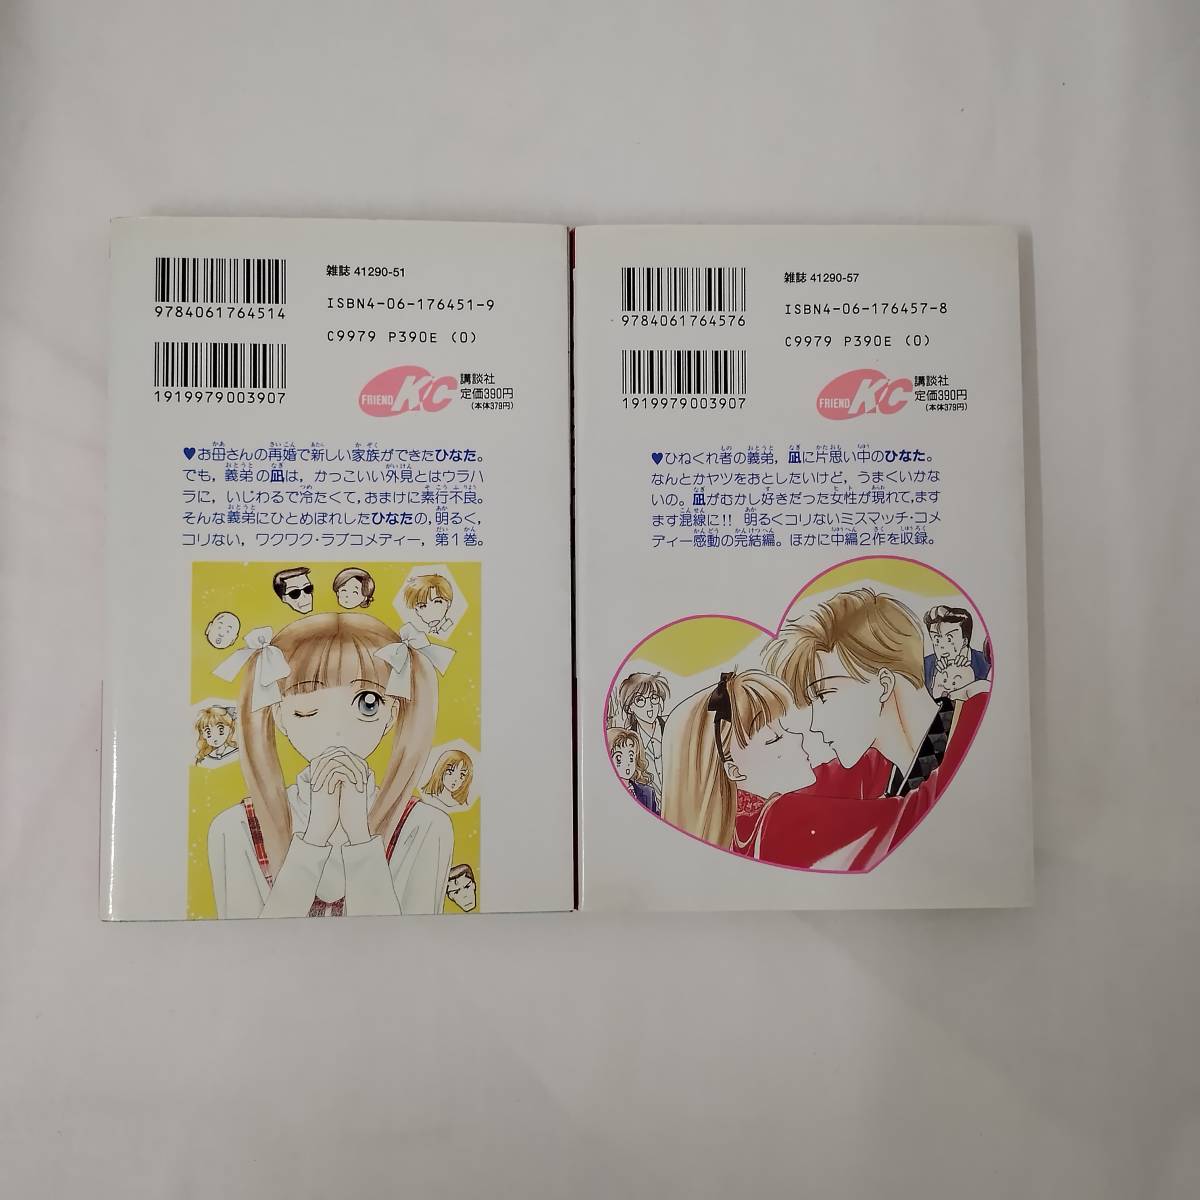 雑誌 41290-51
ISBN4-06-176451-9
C9979 P390E (0)
9784061764514
1919979003907
FRIEND KC
講談社
定価390円
(本体379円)
♥お母さんの再婚で新しい家族ができたひなた。
でも，義弟の凪は，かっこいい外見とはウラハ
ラに，いじわるで冷たくて，おまけに素行不良。
そんな義弟にひとめぼれしたひなたの，明るく，
コリない，ワクワク・ラブコメディー，第1巻。
雑誌 41290-57
ISBN4-06-176457-8
C9979 P390E (0)
9784061764576
1919979003907
FRIEND KC
講談社
定価390円
(本体379円)
♥ひねくれ者の義弟，凪に片思い中のひなた。
なんとかヤツをおとしたいけど，うまくいかな
いの。凪がむかし好きだった女性が現れて，ます
ます混線に!! 明るくコリないミスマッチ・コメ
ディー感動の完結編。ほかに中編2作を収録。